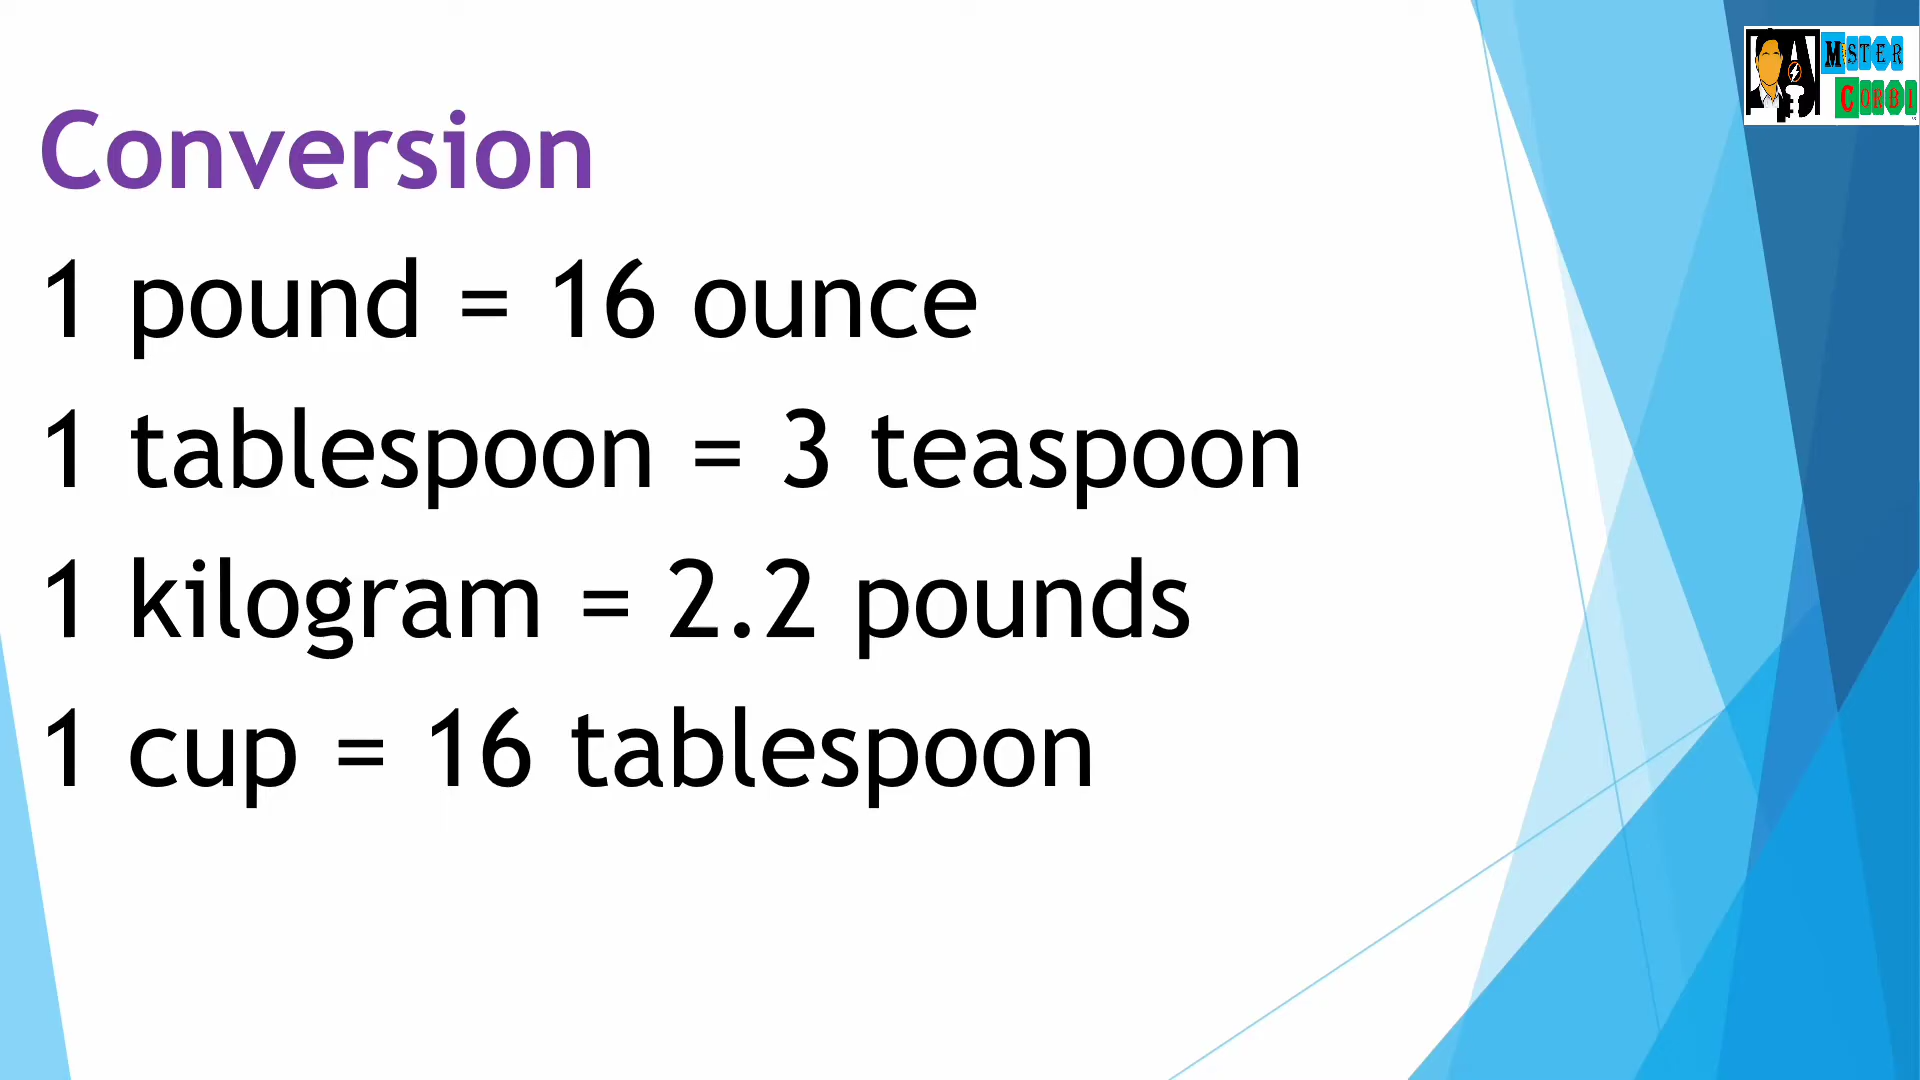 MISTER
CORBI
Conversion
1 pound = 16 ounce
1 tablespoon = 3 teaspoon
1 kilogram = 2.2 pounds
1 cup = 16 tablespoon